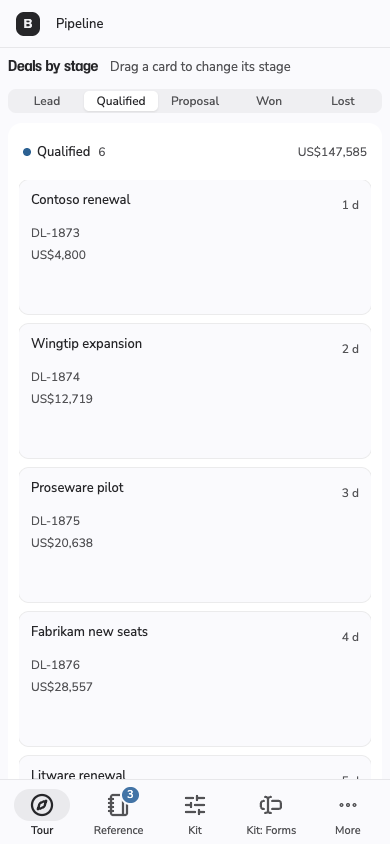 B Pipeline
Deals by stage Drag a card to change its stage
Lead Qualified Proposal Won Lost
Qualified 6 US$147,585
Contoso renewal 1 d
DL-1873
US$4,800
Wingtip expansion 2 d
DL-1874
US$12,719
Proseware pilot 3 d
DL-1875
US$20,638
Fabrikam new seats 4 d
DL-1876
US$28,557
Litware renewal 5 d
3
Tour Reference Kit Kit: Forms More